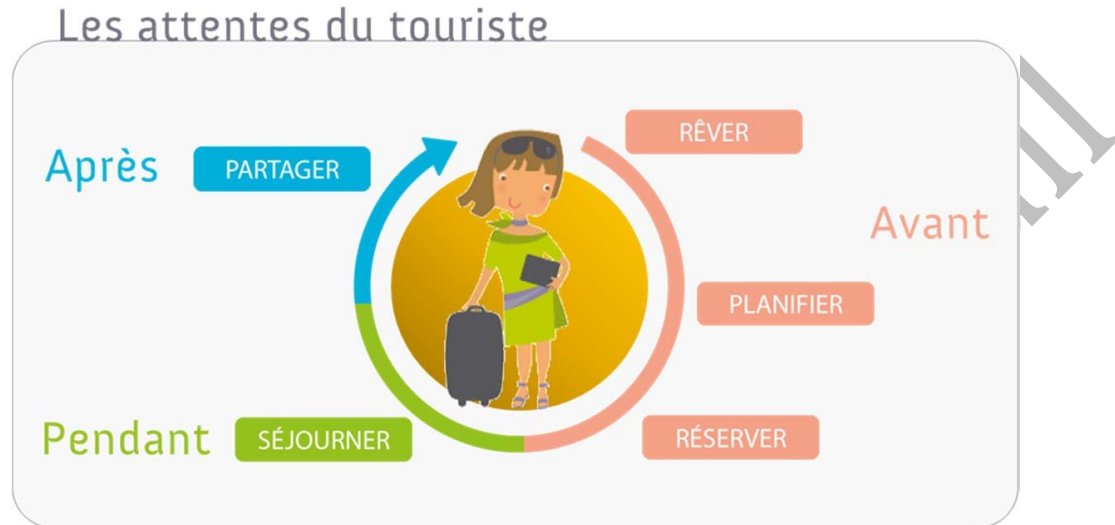 Les attentes du touriste
RÊVER
Avant
PLANIFIER
RÉSERVER
Pendant
SÉJOURNER
Après
PARTAGER